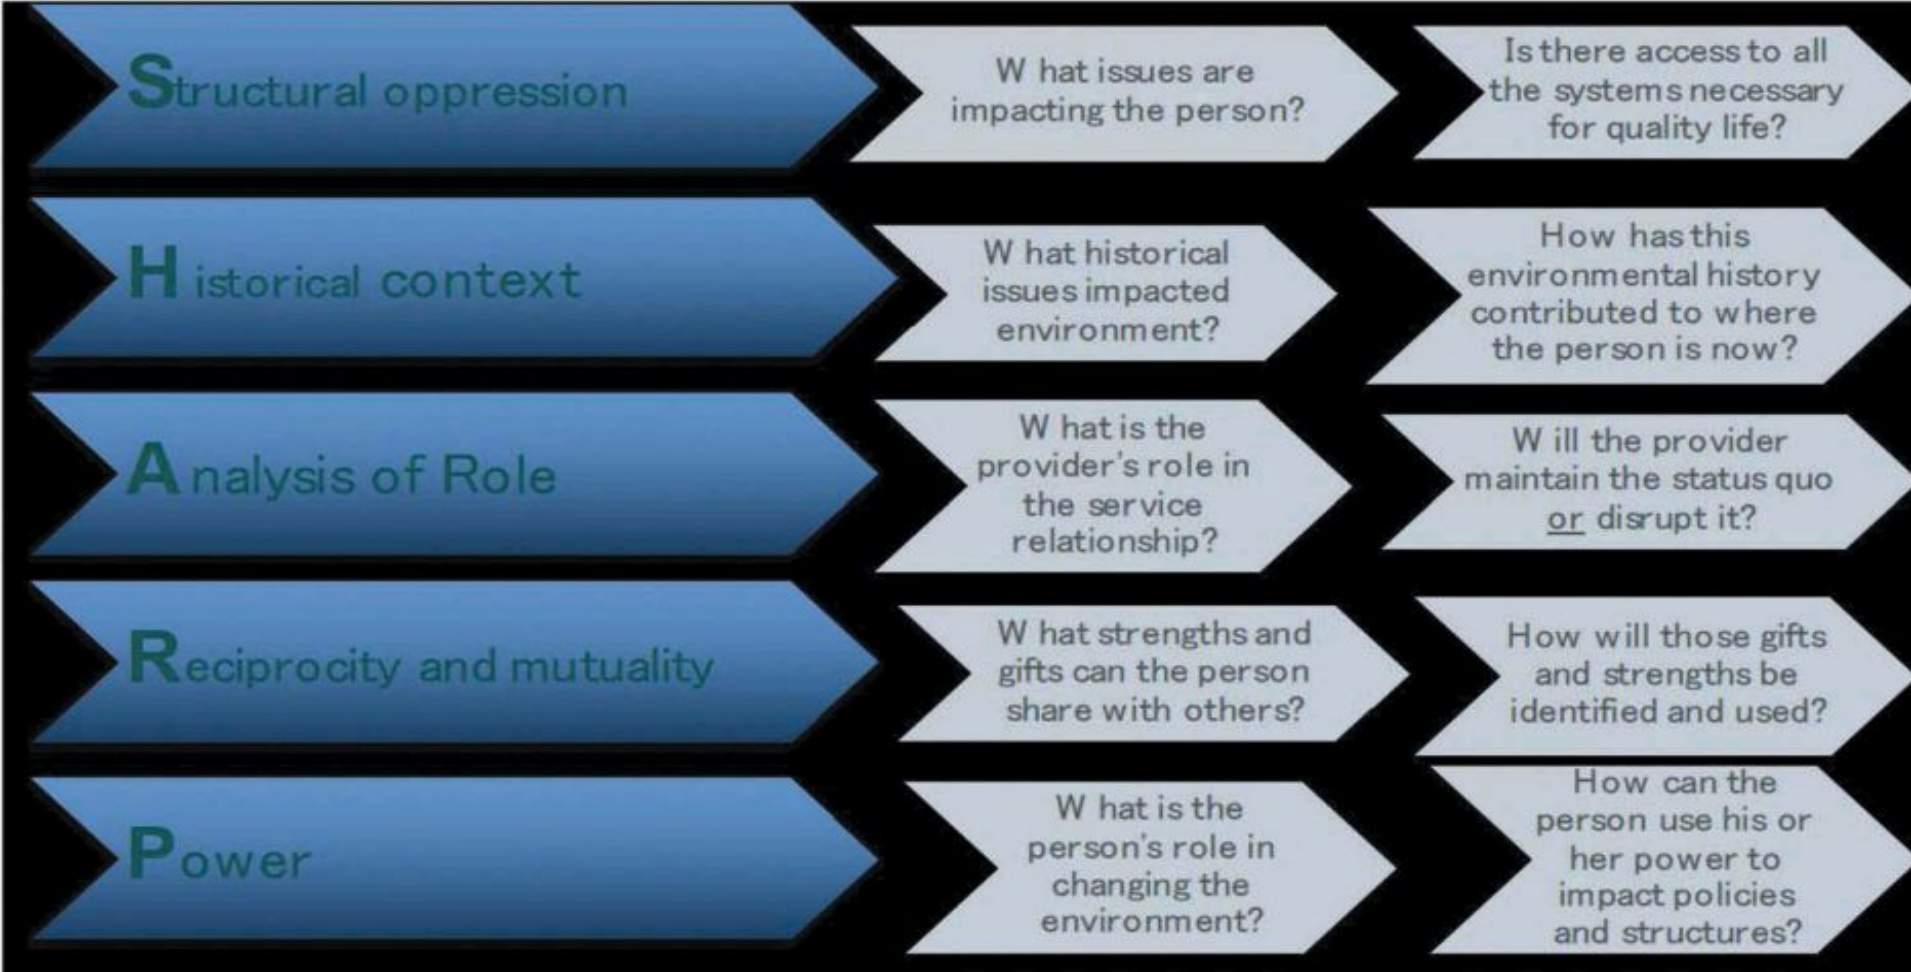 Structural oppression
What issues are
impacting the person?
Is there access to all
the systems necessary
for quality life?
Historical context
What historical
issues impacted
environment?
How has this
environmental history
contributed to where
the person is now?
Analysis of Role
What is the
provider's role in
the service
relationship?
Will the provider
maintain the status quo
or disrupt it?
Reciprocity and mutuality
What strengths and
gifts can the person
share with others?
How will those gifts
and strengths be
identified and used?
Power
What is the
person's role in
changing the
environment?
How can the
person use his or
her power to
impact policies
and structures?